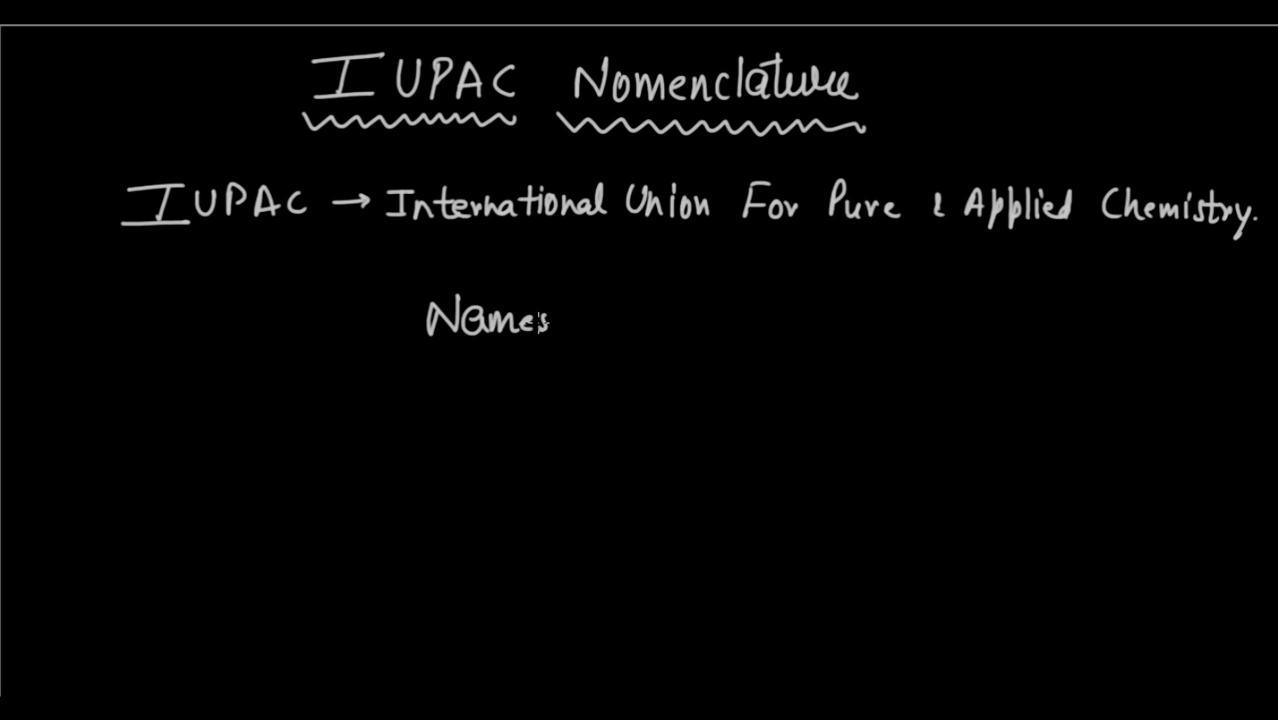 IUPAC Nomenclature
IUPAC → International Union For Pure & Applied Chemistry.
Names